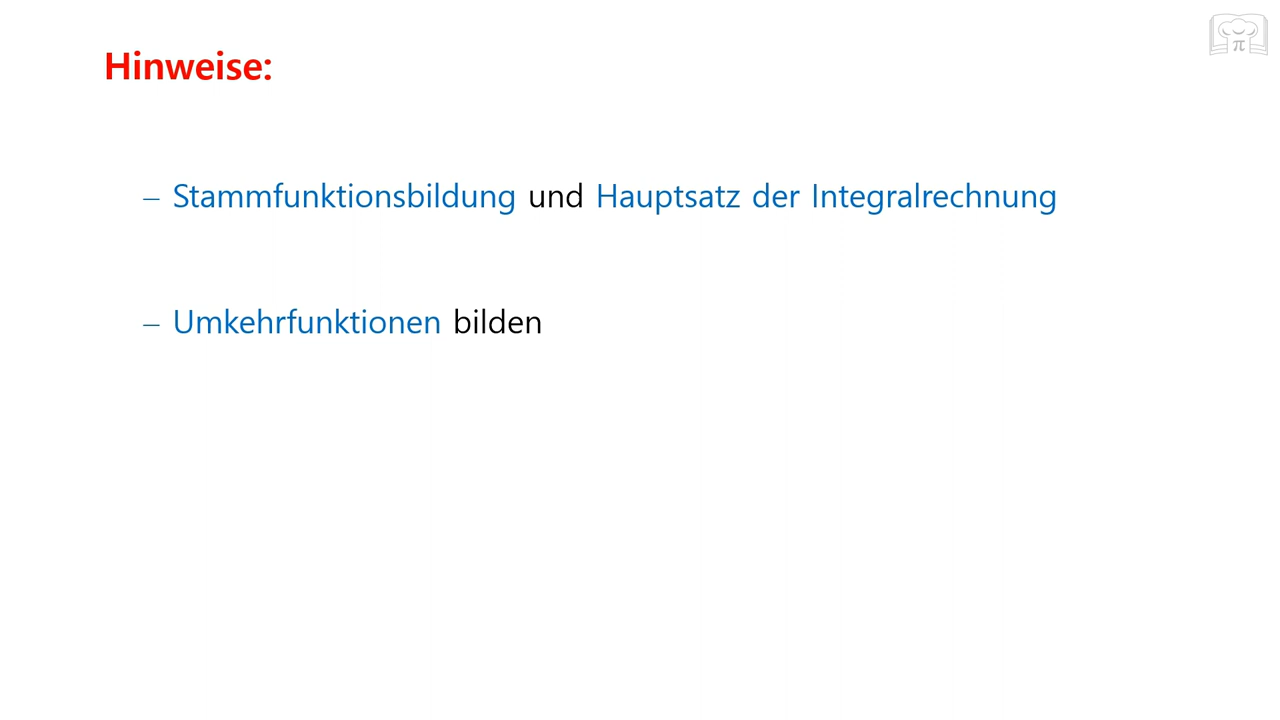 Hinweise:
– Stammfunktionsbildung und Hauptsatz der Integralrechnung
– Umkehrfunktionen bilden
π